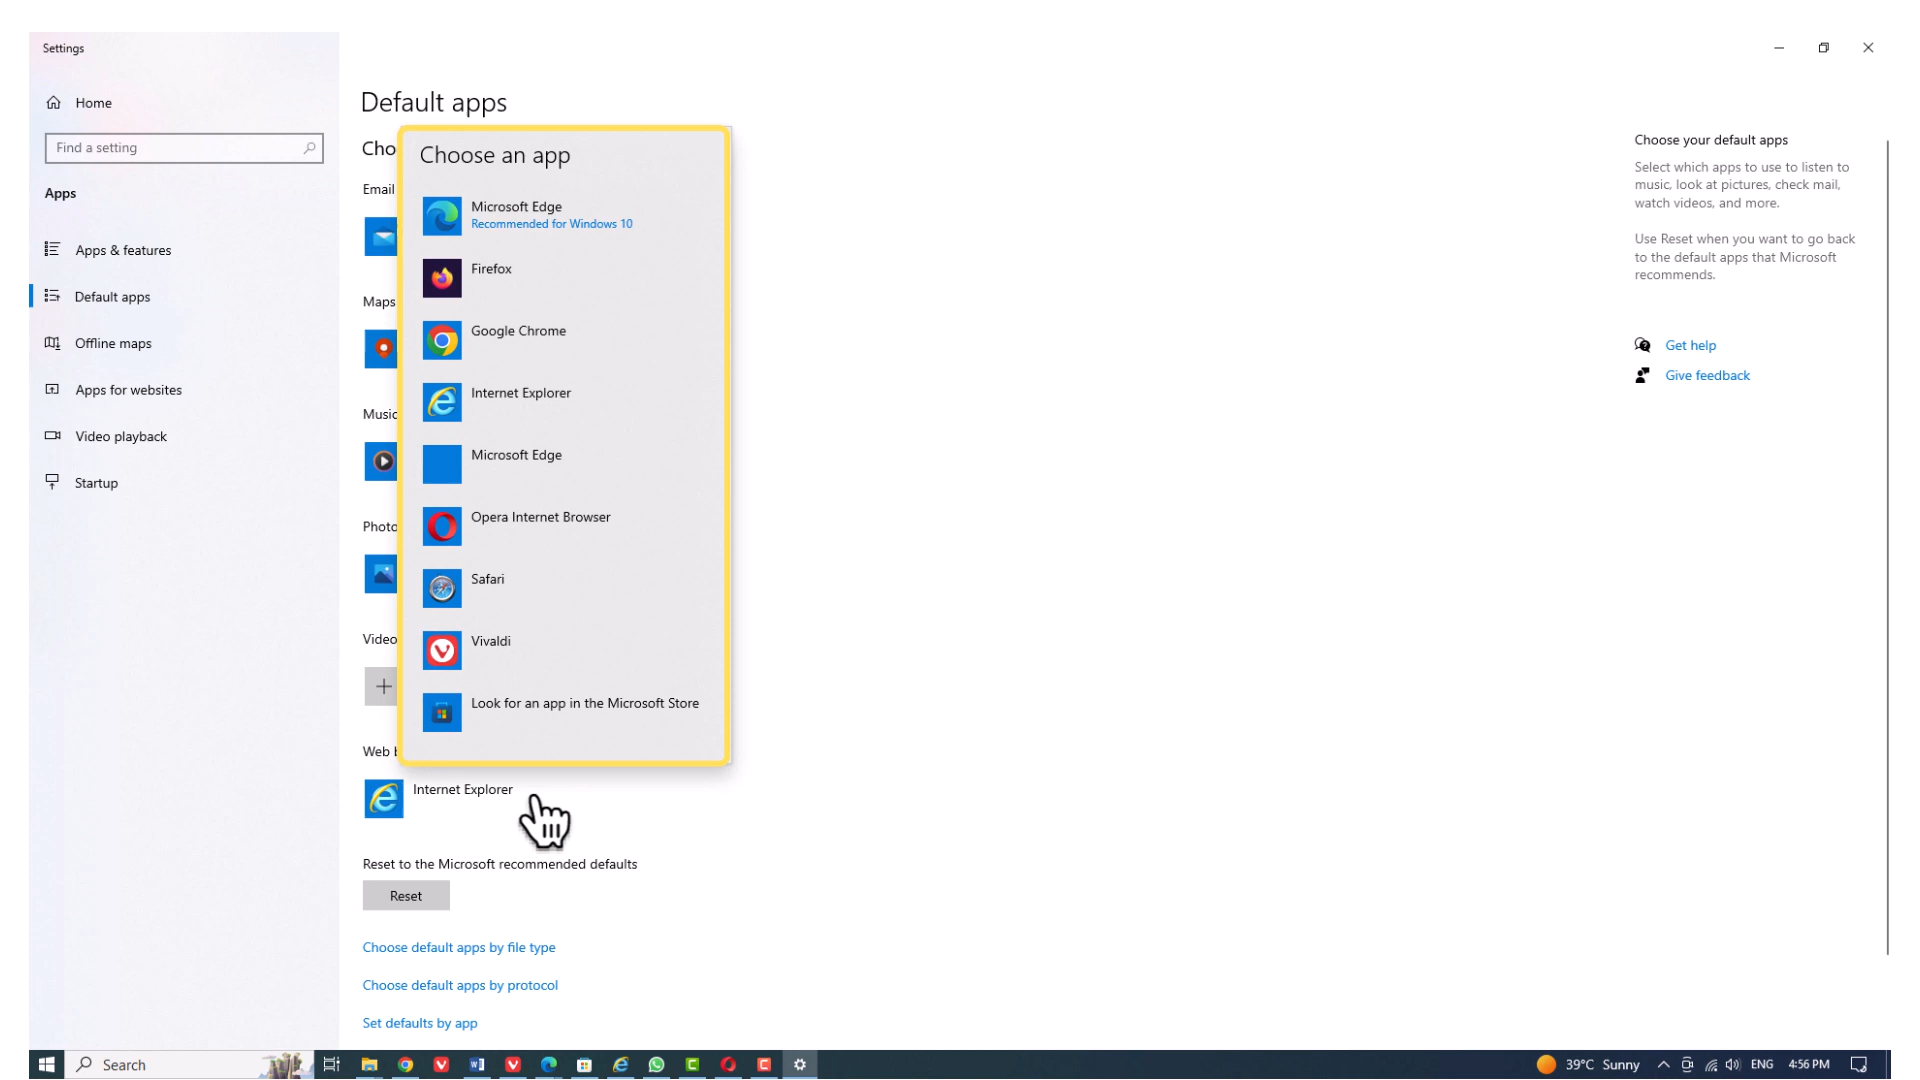 Settings
Home
Find a setting
Apps
Apps & features
Default apps
Offline maps
Apps for websites
Video playback
Startup
Default apps
Cho
Email
Maps
Music
Photo
Video
Web b
Choose an app
Microsoft Edge
Recommended for Windows 10
Firefox
Google Chrome
Internet Explorer
Microsoft Edge
Opera Internet Browser
Safari
Vivaldi
Look for an app in the Microsoft Store
Internet Explorer
Reset to the Microsoft recommended defaults
Reset
Choose default apps by file type
Choose default apps by protocol
Set defaults by app
Choose your default apps
Select which apps to use to listen to
music, look at pictures, check mail,
watch videos, and more.
Use Reset when you want to go back
to the default apps that Microsoft
recommends.
Get help
Give feedback
Search
39°C Sunny
ENG
4:56 PM